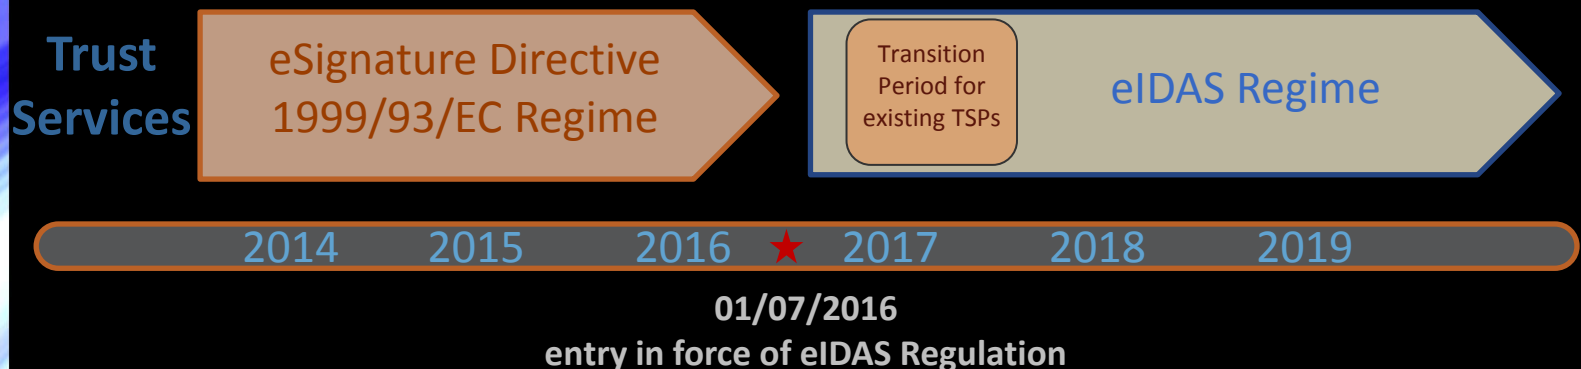 Trust
Services
eSignature Directive
1999/93/EC Regime
Transition
Period for
existing TSPs
eIDAS Regime
2014 2015 2016 2017 2018 2019
01/07/2016
entry in force of eIDAS Regulation